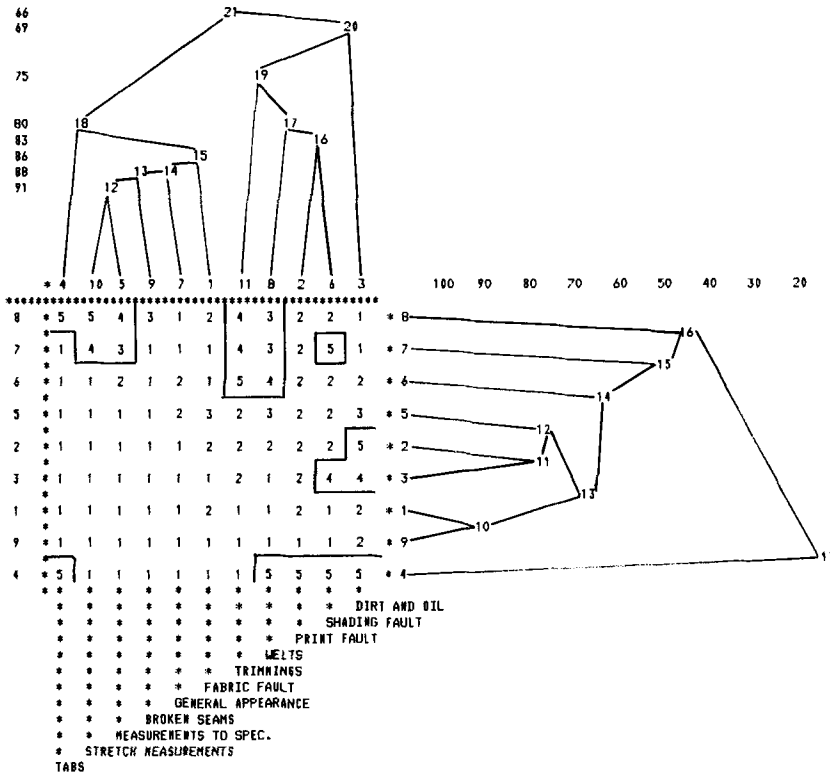 66 21
69 20
75 19
80 18 17
83 16
86 15
88 13 14
91 12
* 4 10 5 9 7 1 11 8 2 6 3 100 90 80 70 60 50 40 30 20
8 * 5 5 4 3 1 2 4 3 2 2 1 * 8 16
7 * 1 4 3 1 1 1 4 3 2 5 1 * 7 15
6 * 1 1 2 1 2 1 5 4 2 2 2 * 6 14
5 * 1 1 1 1 2 3 2 3 2 2 3 * 5 12
2 * 1 1 1 1 1 2 2 2 2 2 5 * 2 11
3 * 1 1 1 1 1 1 2 1 2 4 4 * 3 13
1 * 1 1 1 1 1 2 1 1 2 1 2 * 1 10
9 * 1 1 1 1 1 1 1 1 1 1 2 * 9
4 * 5 1 1 1 1 1 1 5 5 5 5 * 4
* * * * * * * * * * DIRT AND OIL
* * * * * * * * * SHADING FAULT
* * * * * * * * PRINT FAULT
* * * * * * * WELTS
* * * * * * TRIMNINGS
* * * * * FABRIC FAULT
* * * * GENERAL APPEARANCE
* * * BROKEN SEAMS
* * MEASUREMENTS TO SPEC.
* STRETCH MEASUREMENTS
TABS